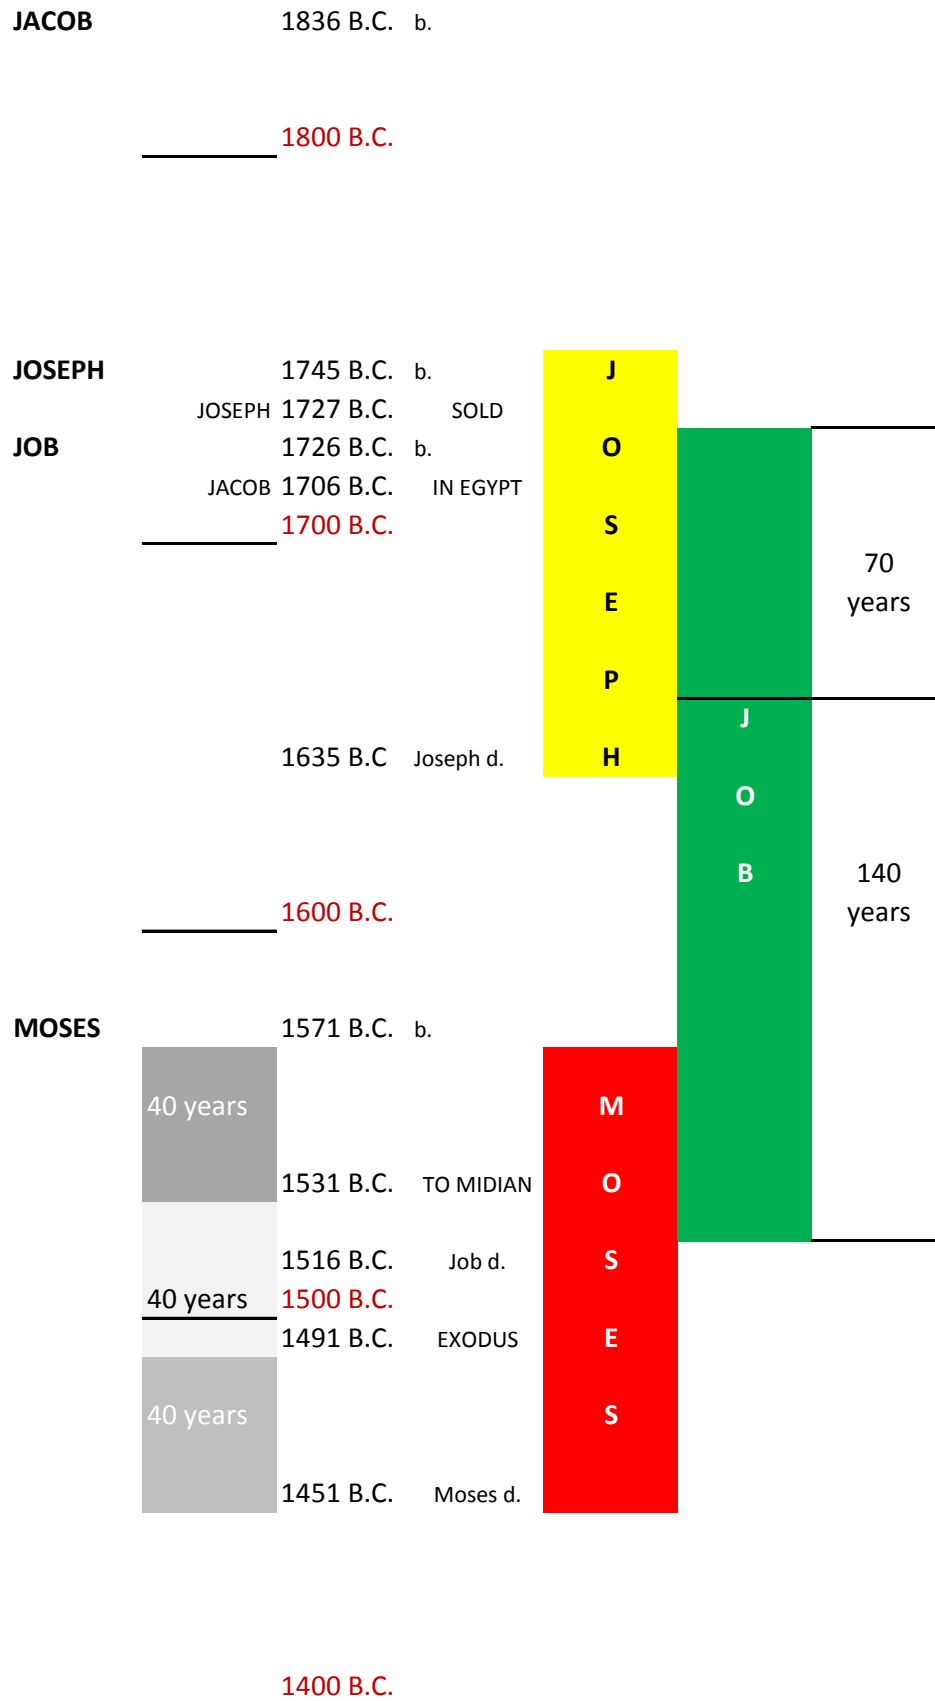 JACOB 1836 B.C. b.
1800 B.C.
JOSEPH 1745 B.C. b. J
JOSEPH 1727 B.C. SOLD
JOB 1726 B.C. b. O
JACOB 1706 B.C. IN EGYPT
1700 B.C. S
70
E years
P
J
1635 B.C Joseph d. H
O
B 140
1600 B.C. years
MOSES 1571 B.C. b.
40 years M
1531 B.C. TO MIDIAN O
1516 B.C. Job d. S
40 years 1500 B.C.
1491 B.C. EXODUS E
40 years S
1451 B.C. Moses d.
1400 B.C.